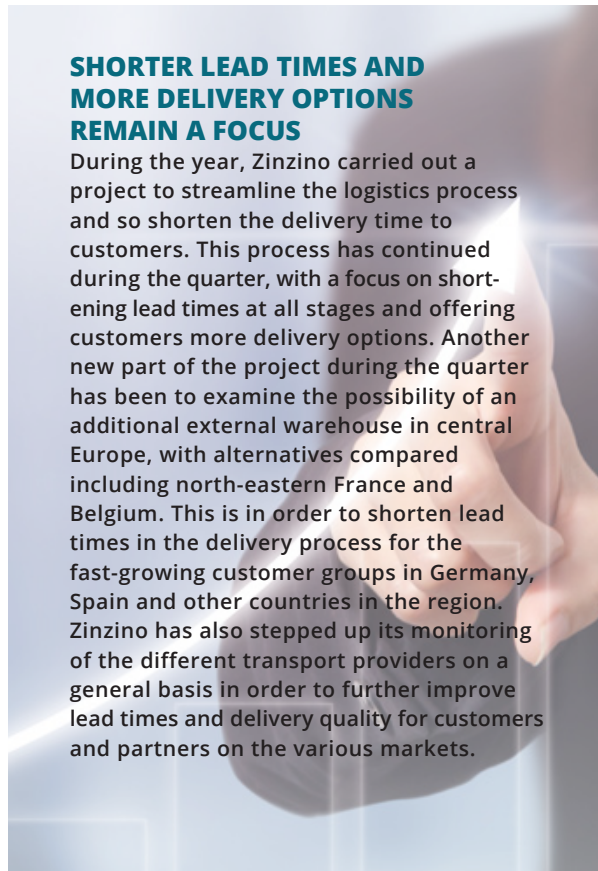 SHORTER LEAD TIMES AND
MORE DELIVERY OPTIONS
REMAIN A FOCUS
During the year, Zinzino carried out a
project to streamline the logistics process
and so shorten the delivery time to
customers. This process has continued
during the quarter, with a focus on short-
ening lead times at all stages and offering
customers more delivery options. Another
new part of the project during the quarter
has been to examine the possibility of an
additional external warehouse in central
Europe, with alternatives compared
including north-eastern France and
Belgium. This is in order to shorten lead
times in the delivery process for the
fast-growing customer groups in Germany,
Spain and other countries in the region.
Zinzino has also stepped up its monitoring
of the different transport providers on a
general basis in order to further improve
lead times and delivery quality for customers
and partners on the various markets.